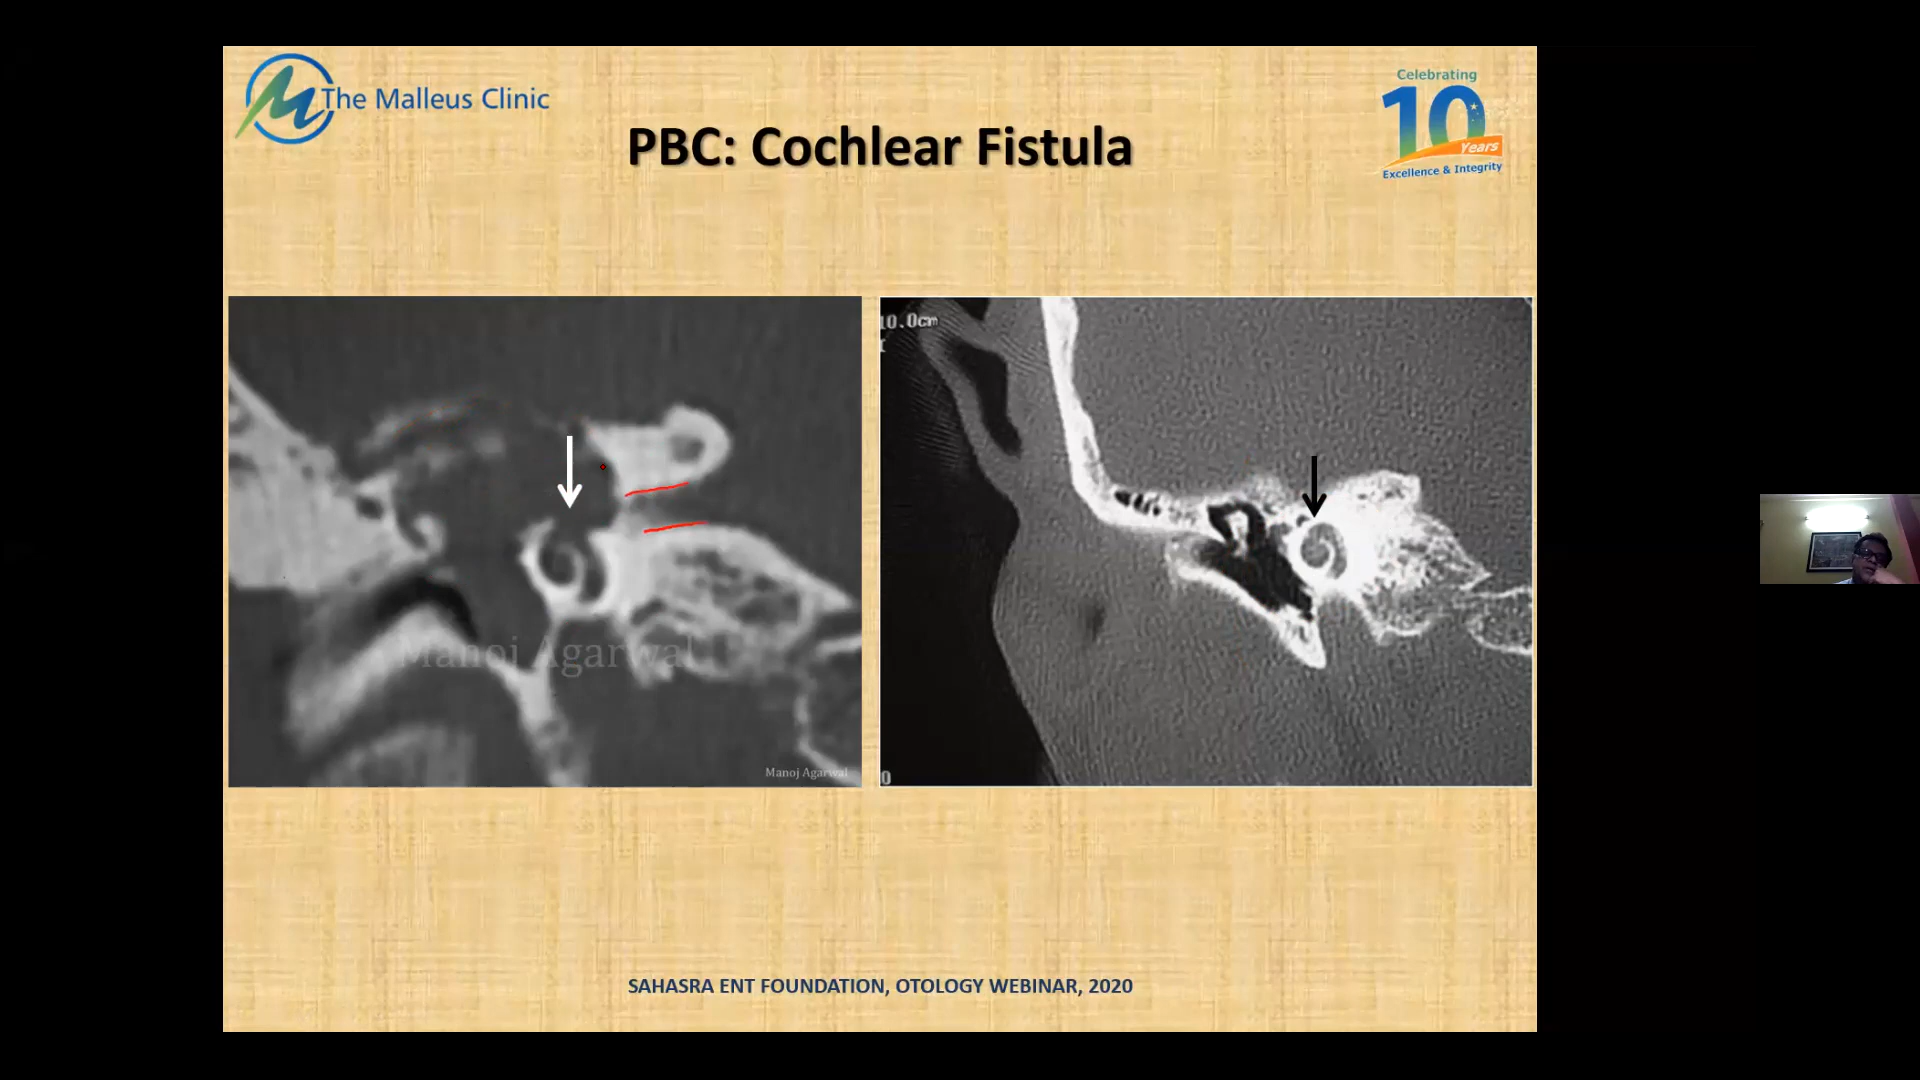 The Malleus Clinic
Celebrating
10
Years
Excellence & Integrity
PBC: Cochlear Fistula
10.0cm
Manoj Agarwal
Manoj Agarwal
0
SAHASRA ENT FOUNDATION, OTOLOGY WEBINAR, 2020